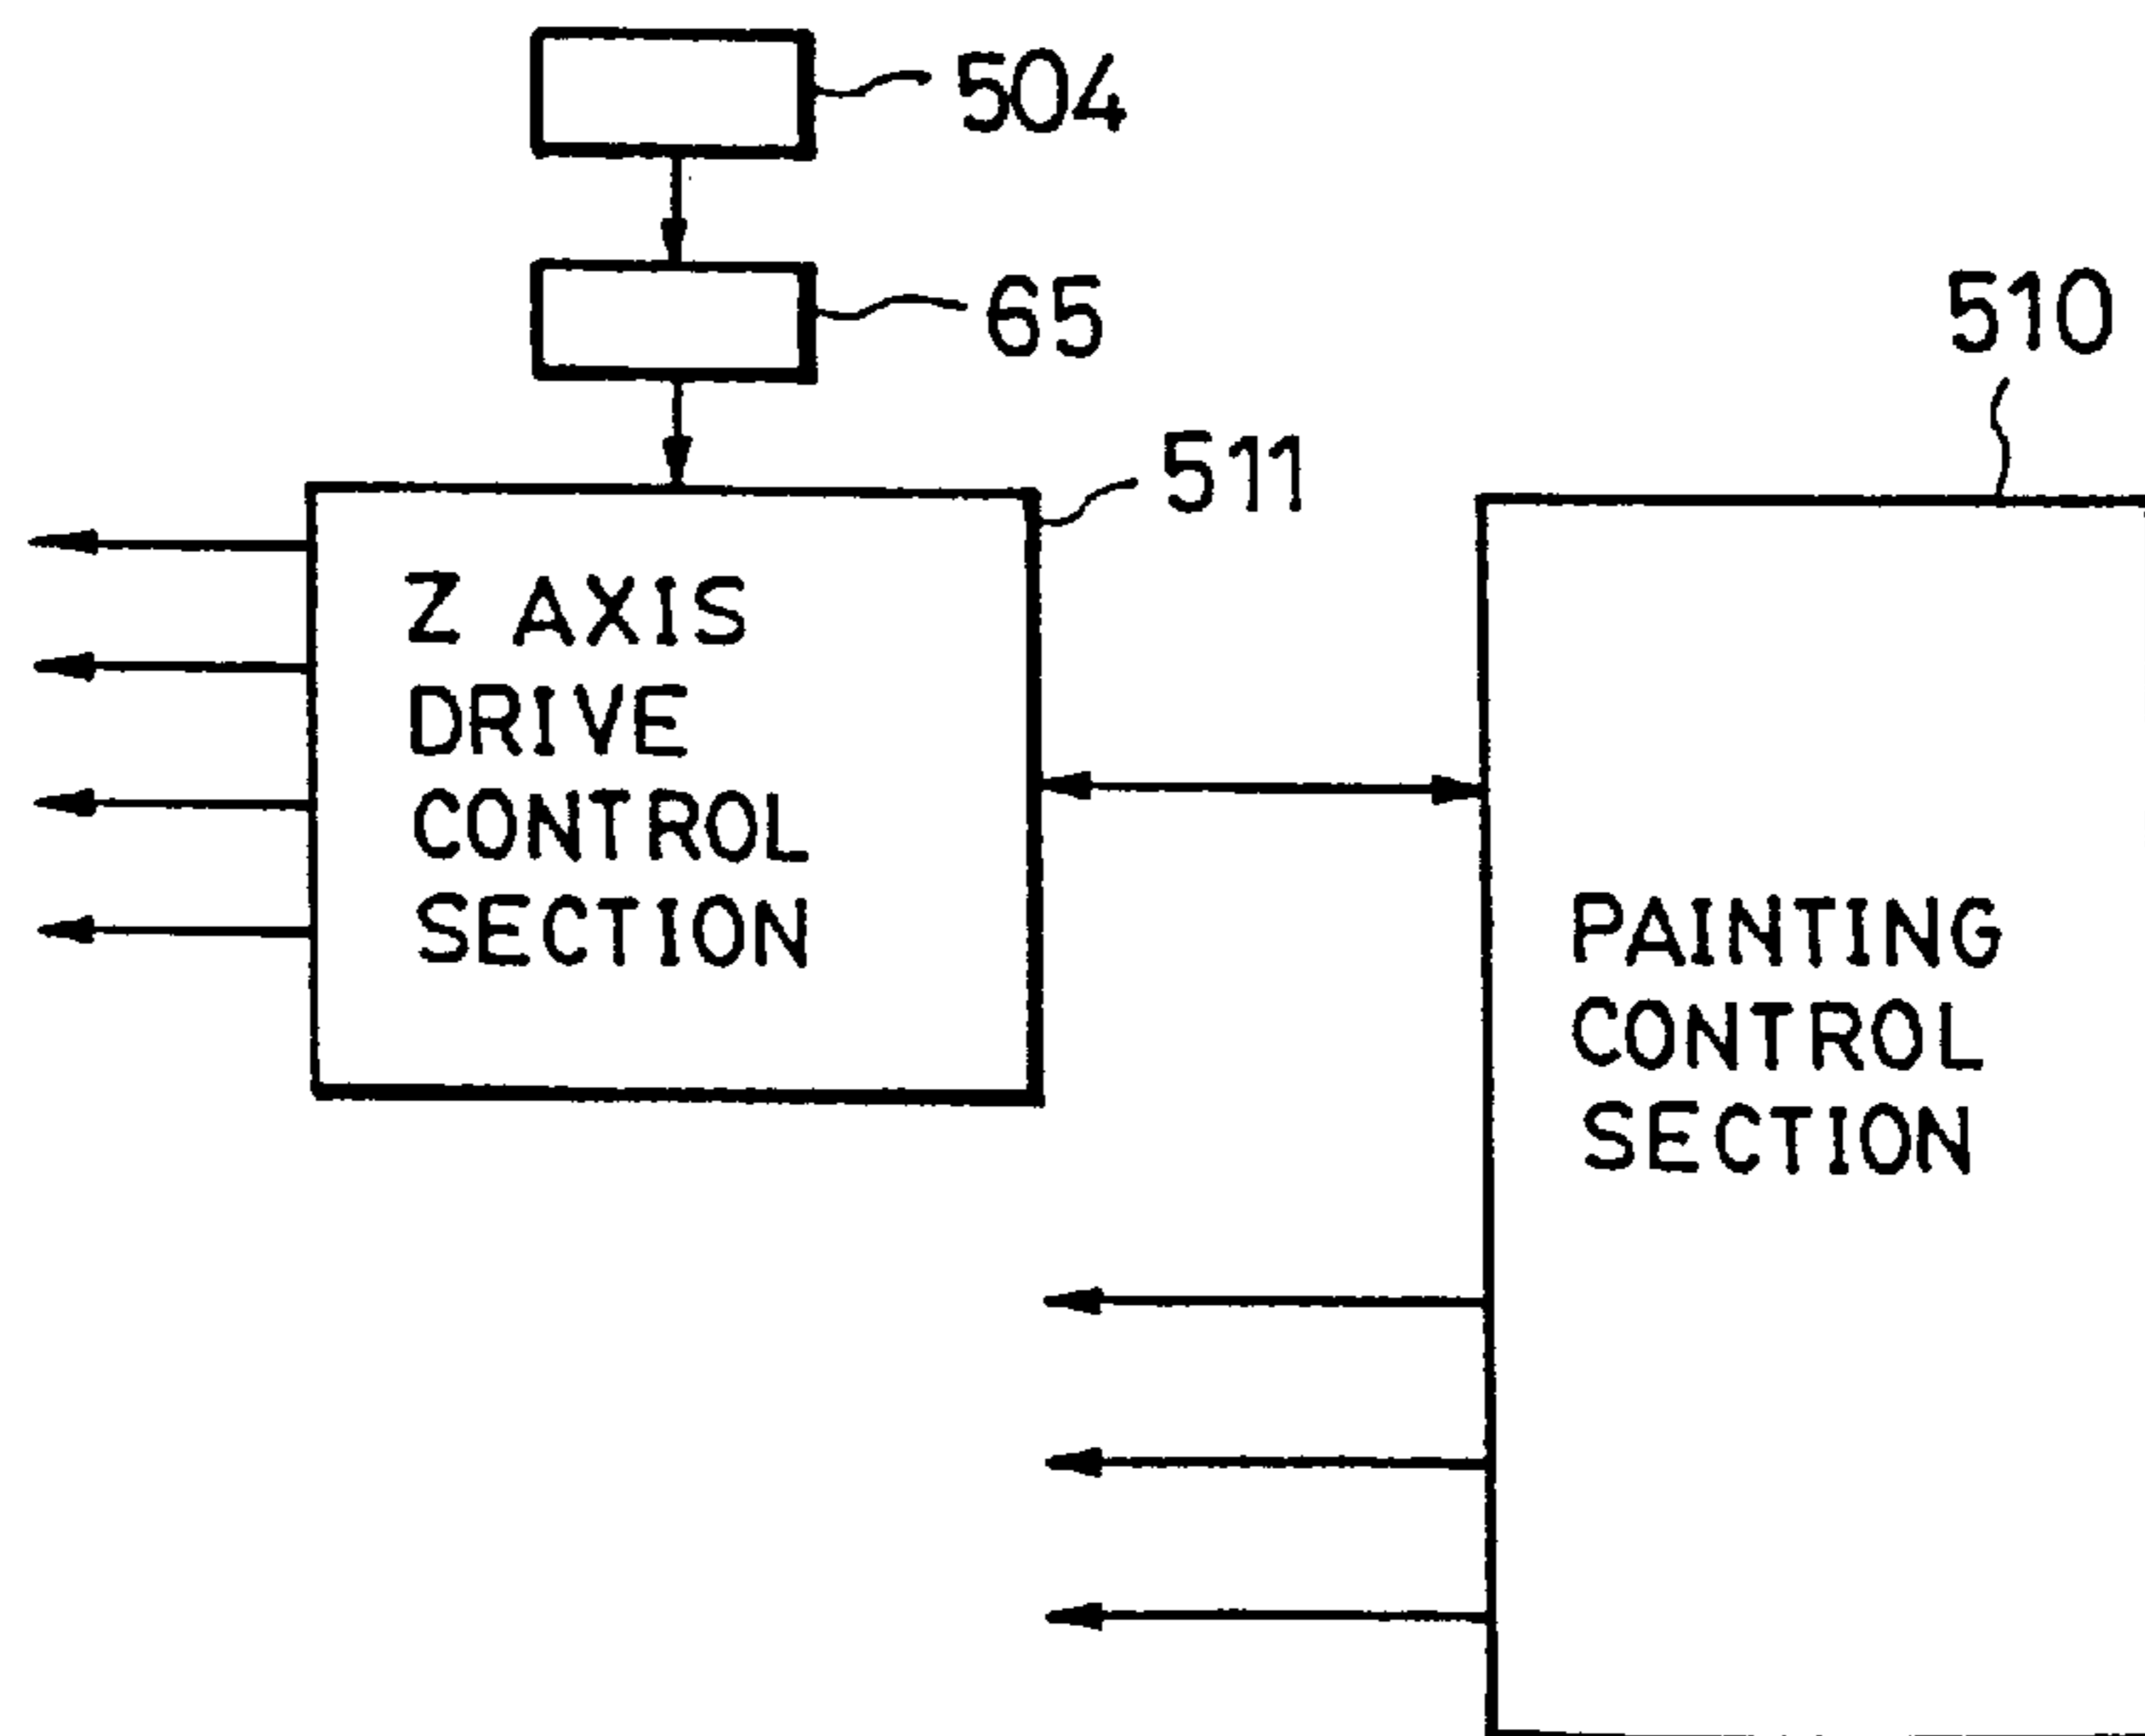 504
65
510
511
Z AXIS
DRIVE
CONTROL
SECTION
PAINTING
CONTROL
SECTION